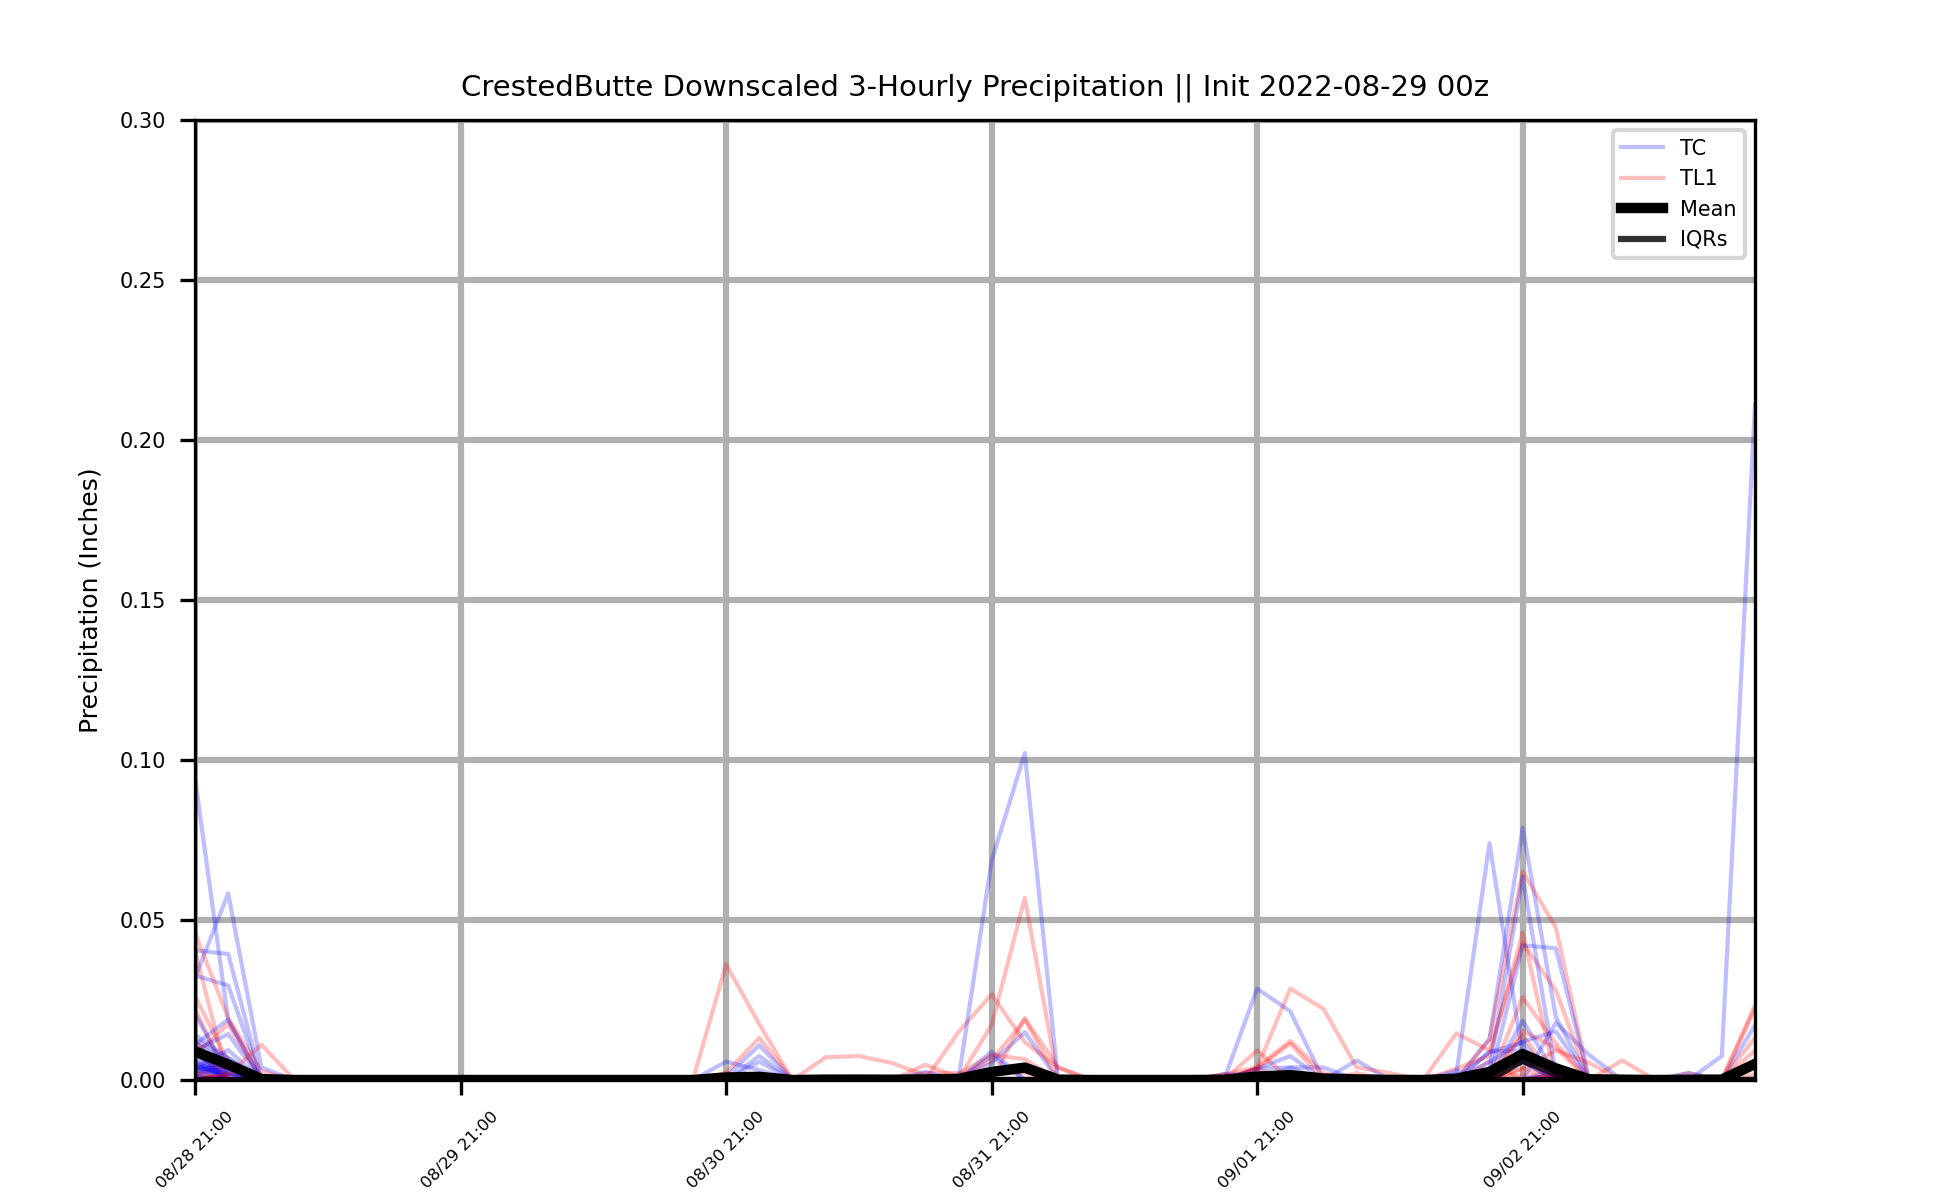 CrestedButte Downscaled 3-Hourly Precipitation || Init 2022-08-29 00z
TC
TL1
Mean
IQRs
Precipitation (Inches)
0.30
0.25
0.20
0.15
0.10
0.05
0.00
08/28 21:00
08/29 21:00
08/30 21:00
08/31 21:00
09/01 21:00
09/02 21:00